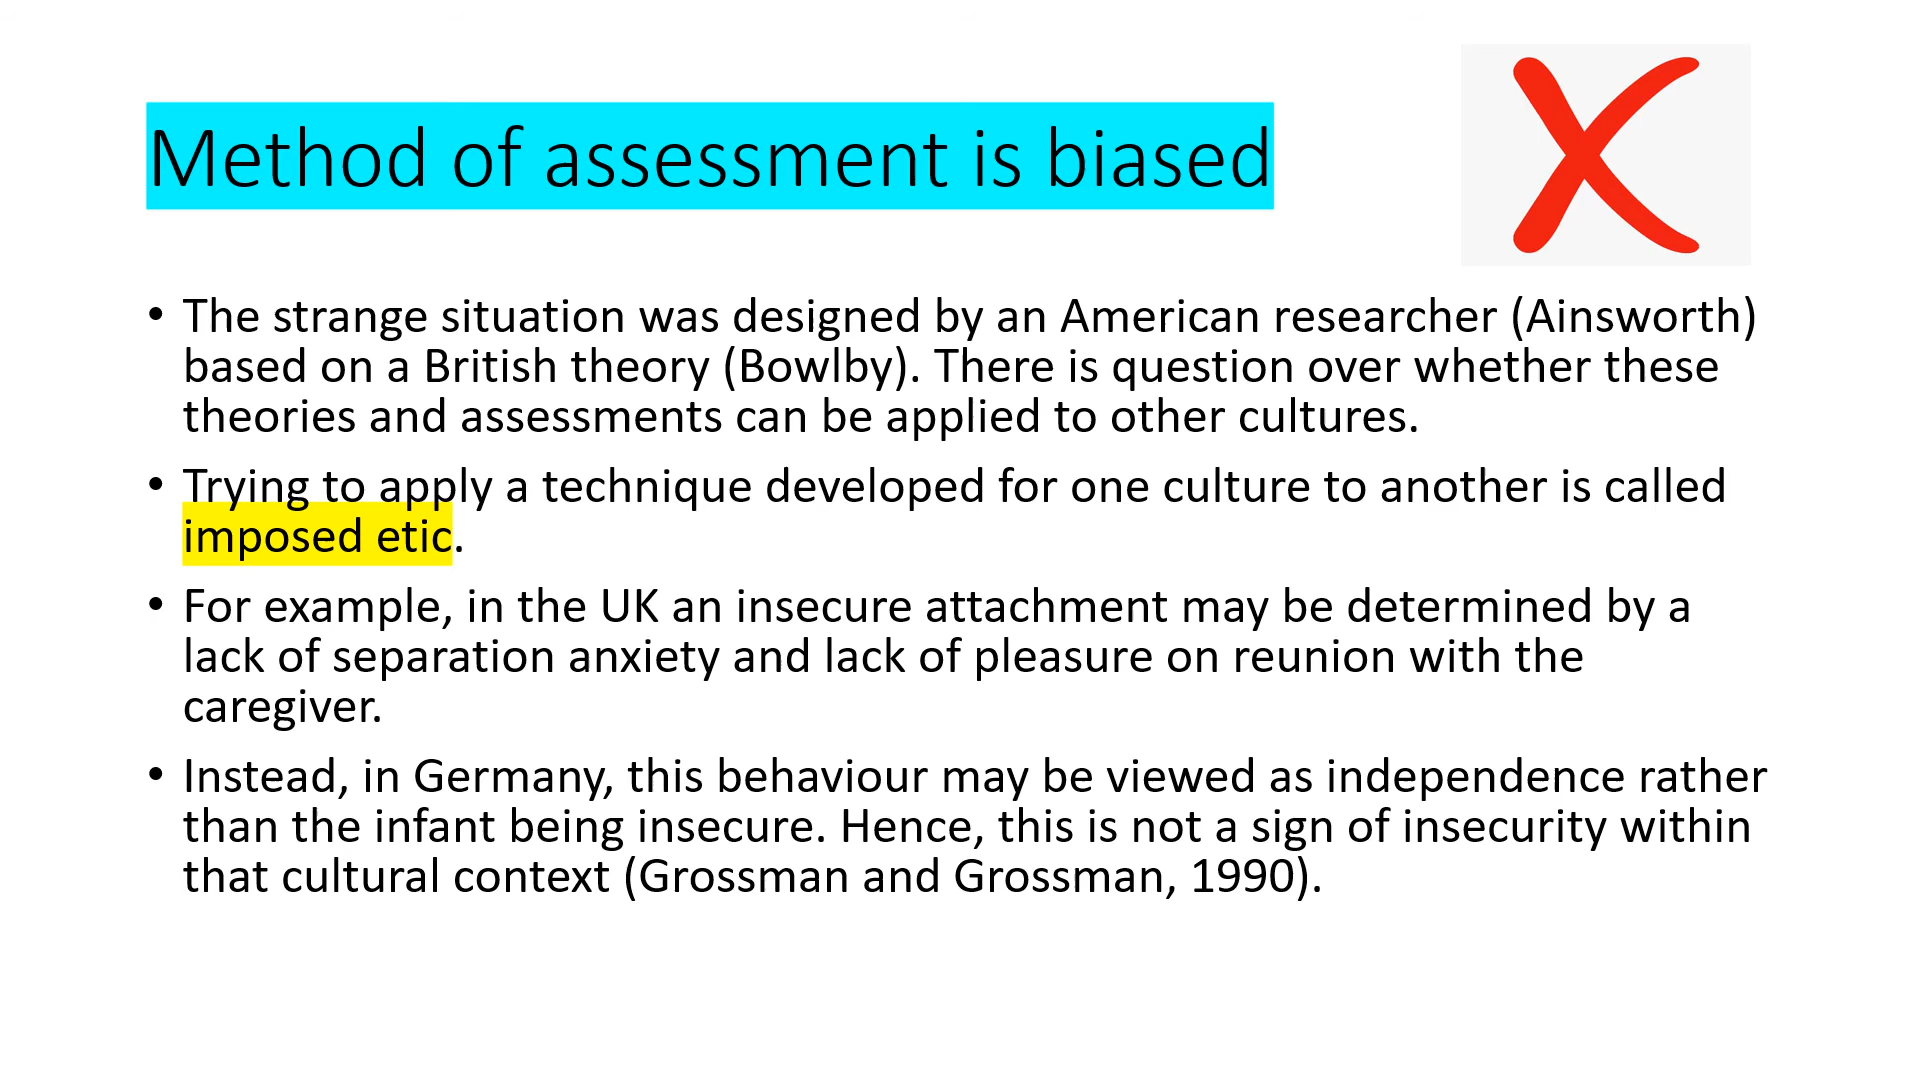 Method of assessment is biased
• The strange situation was designed by an American researcher (Ainsworth)
based on a British theory (Bowlby). There is question over whether these
theories and assessments can be applied to other cultures.
• Trying to apply a technique developed for one culture to another is called
imposed etic.
• For example, in the UK an insecure attachment may be determined by a
lack of separation anxiety and lack of pleasure on reunion with the
caregiver.
• Instead, in Germany, this behaviour may be viewed as independence rather
than the infant being insecure. Hence, this is not a sign of insecurity within
that cultural context (Grossman and Grossman, 1990).